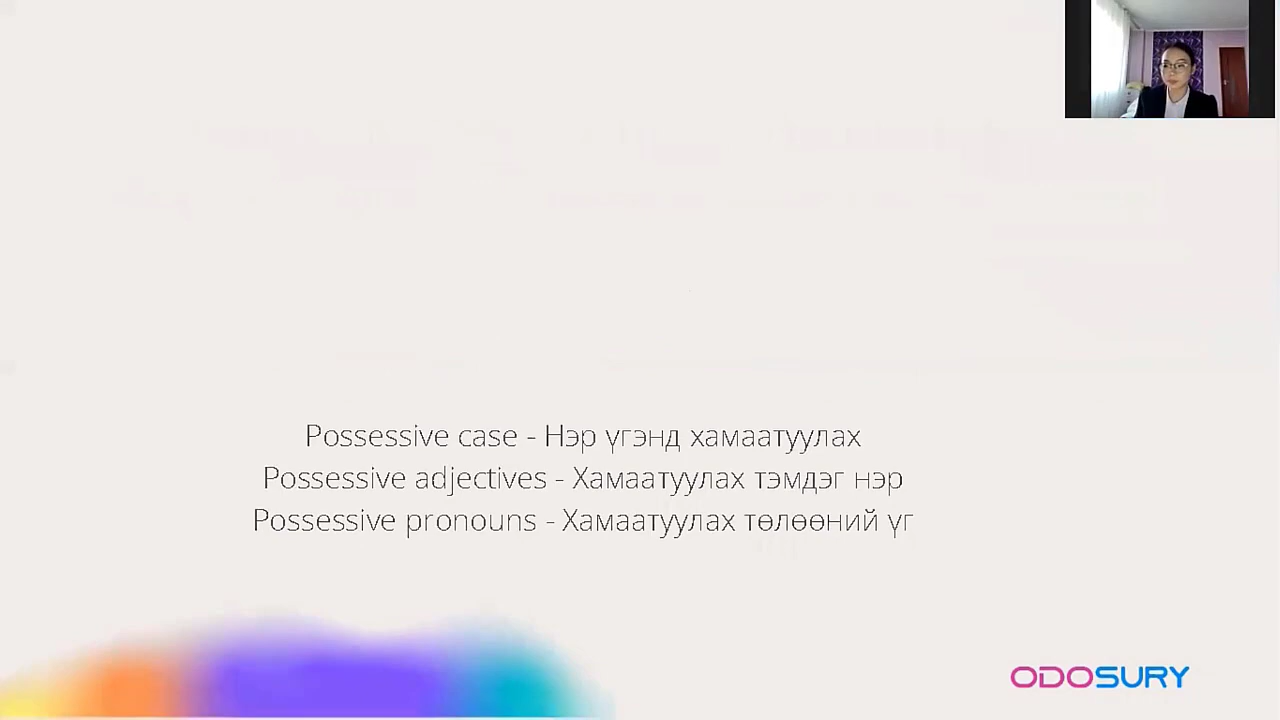 Possessive case - Нэр үгэнд хамаатуулах
Possessive adjectives - Хамаатуулах тэмдэг нэр
Possessive pronouns - Хамаатуулах төлөөний үг
ODOSURY